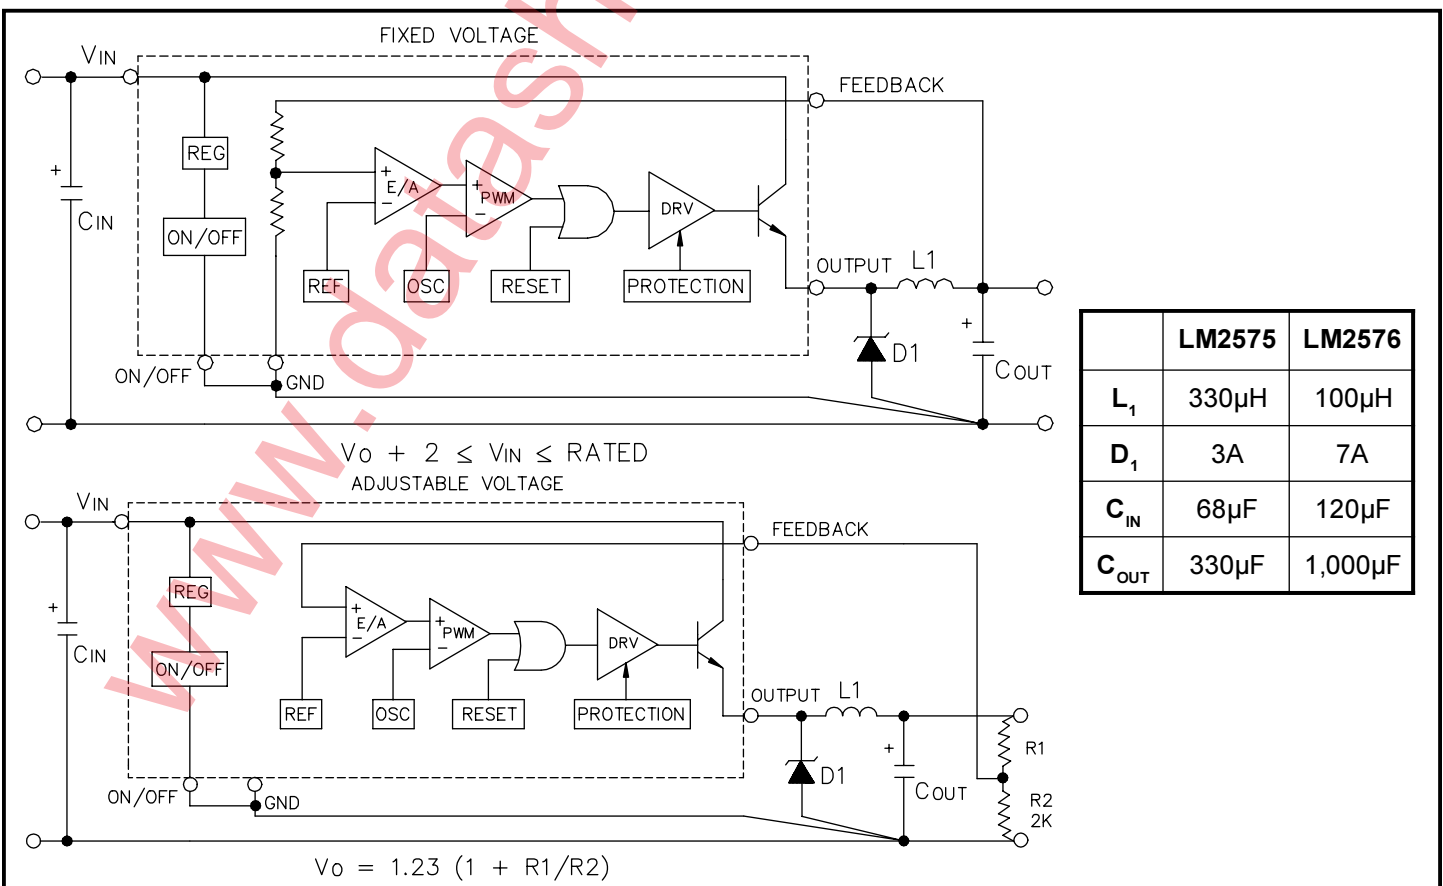 FIXED VOLTAGE
VIN
FEEDBACK
REG
+
E/A
−
+
PWM
−
DRV
+
CIN
ON/OFF
REF
OSC
RESET
PROTECTION
OUTPUT
L1
D1
+
COUT
ON/OFF
GND
Vo + 2 ≤ VIN ≤ RATED
ADJUSTABLE VOLTAGE
VIN
FEEDBACK
REG
+
E/A
−
+
PWM
−
DRV
+
CIN
ON/OFF
REF
OSC
RESET
PROTECTION
OUTPUT
L1
R1
D1
+
COUT
R2
2K
ON/OFF
GND
Vo = 1.23 (1 + R1/R2)
LM2575 LM2576
L1 330µH 100µH
D1 3A 7A
CIN 68µF 120µF
COUT 330µF 1,000µF
www.datash